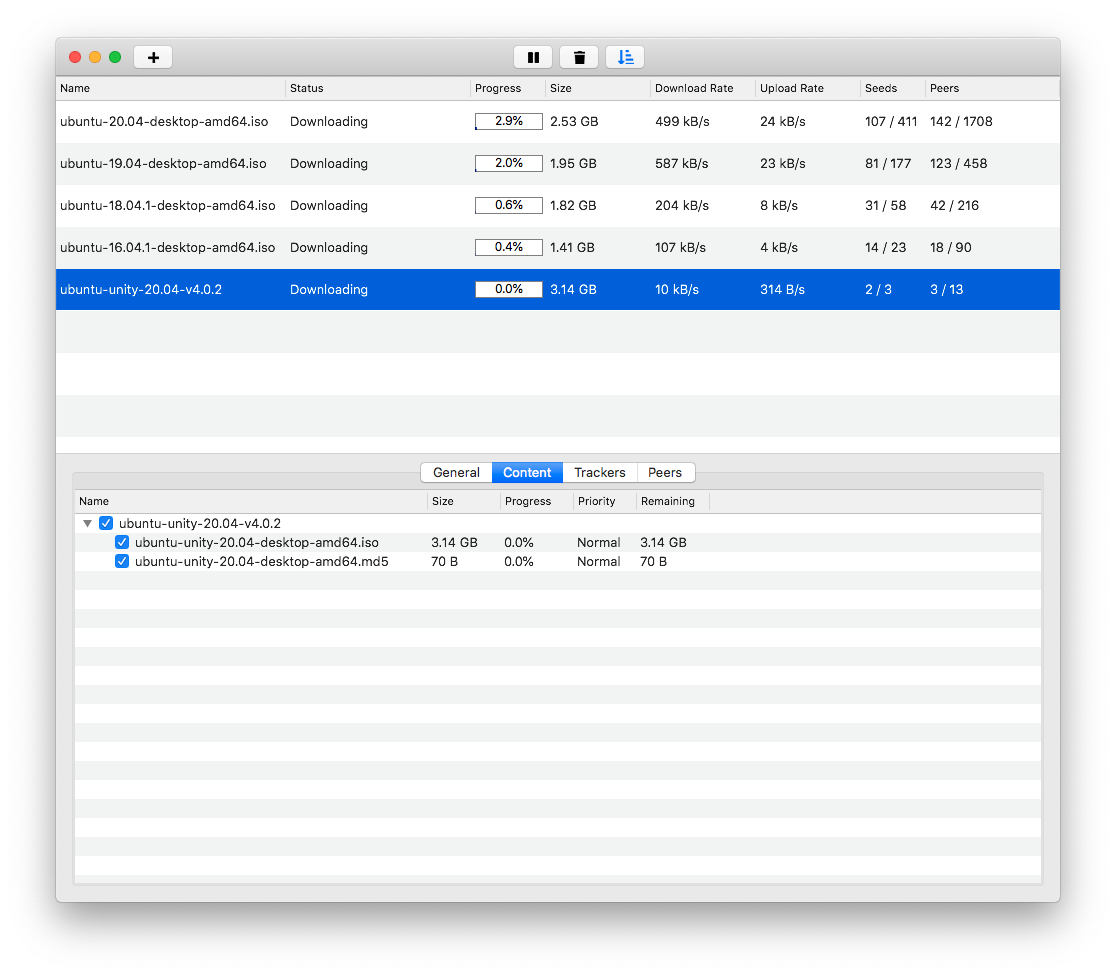 Name Status Progress Size Download Rate Upload Rate Seeds Peers
ubuntu-20.04-desktop-amd64.iso Downloading 2.9% 2.53 GB 499 kB/s 24 kB/s 107 / 411 142 / 1708
ubuntu-19.04-desktop-amd64.iso Downloading 2.0% 1.95 GB 587 kB/s 23 kB/s 81 / 177 123 / 458
ubuntu-18.04.1-desktop-amd64.iso Downloading 0.6% 1.82 GB 204 kB/s 8 kB/s 31 / 58 42 / 216
ubuntu-16.04.1-desktop-amd64.iso Downloading 0.4% 1.41 GB 107 kB/s 4 kB/s 14 / 23 18 / 90
ubuntu-unity-20.04-v4.0.2 Downloading 0.0% 3.14 GB 10 kB/s 314 B/s 2 / 3 3 / 13
General Content Trackers Peers
Name Size Progress Priority Remaining
ubuntu-unity-20.04-v4.0.2
ubuntu-unity-20.04-desktop-amd64.iso 3.14 GB 0.0% Normal 3.14 GB
ubuntu-unity-20.04-desktop-amd64.md5 70 B 0.0% Normal 70 B